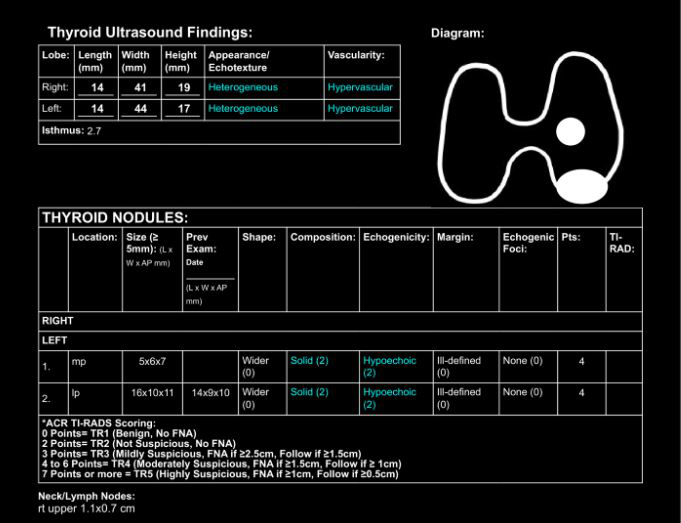 Thyroid Ultrasound Findings:
Diagram:
Lobe: Length (mm) Width (mm) Height (mm) Appearance/ Echotexture Vascularity:
Right: 14 41 19 Heterogeneous Hypervascular
Left: 14 44 17 Heterogeneous Hypervascular
Isthmus: 2.7
THYROID NODULES:
Location: Size (≥ 5mm): (L x W x AP mm) Prev Exam: Date (L x W x AP mm) Shape: Composition: Echogenicity: Margin: Echogenic Foci: Pts: TI-RAD:
RIGHT
LEFT
1. mp 5x6x7 Wider (0) Solid (2) Hypoechoic (2) Ill-defined (0) None (0) 4
2. lp 16x10x11 14x9x10 Wider (0) Solid (2) Hypoechoic (2) Ill-defined (0) None (0) 4
*ACR TI-RADS Scoring:
0 Points= TR1 (Benign, No FNA)
2 Points= TR2 (Not Suspicious, No FNA)
3 Points= TR3 (Mildly Suspicious, FNA if ≥2.5cm, Follow if ≥1.5cm)
4 to 6 Points= TR4 (Moderately Suspicious, FNA if ≥1.5cm, Follow if ≥ 1cm)
7 Points or more = TR5 (Highly Suspicious, FNA if ≥1cm, Follow if ≥0.5cm)
Neck/Lymph Nodes:
rt upper 1.1x0.7 cm